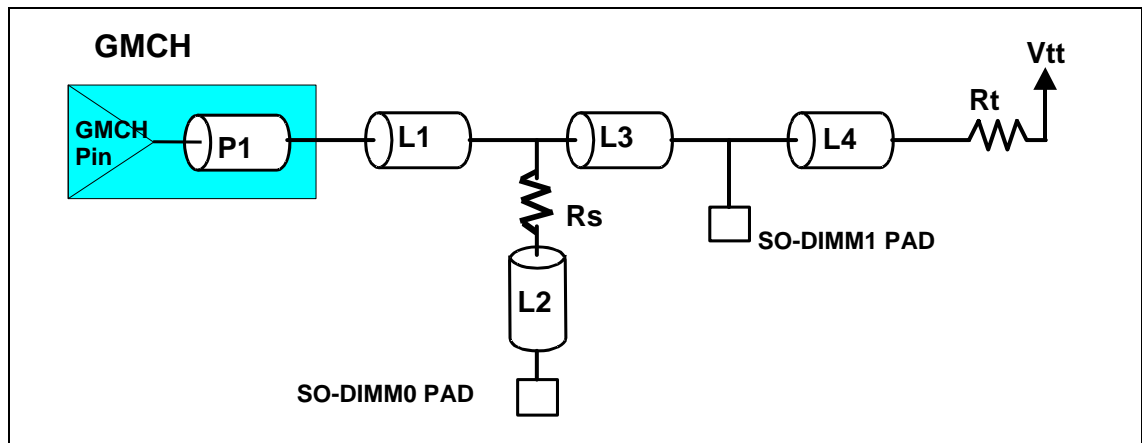 GMCH
Vtt
Rt
GMCH
Pin
P1
L1
L3
L4
Rs
SO-DIMM1 PAD
L2
SO-DIMM0 PAD